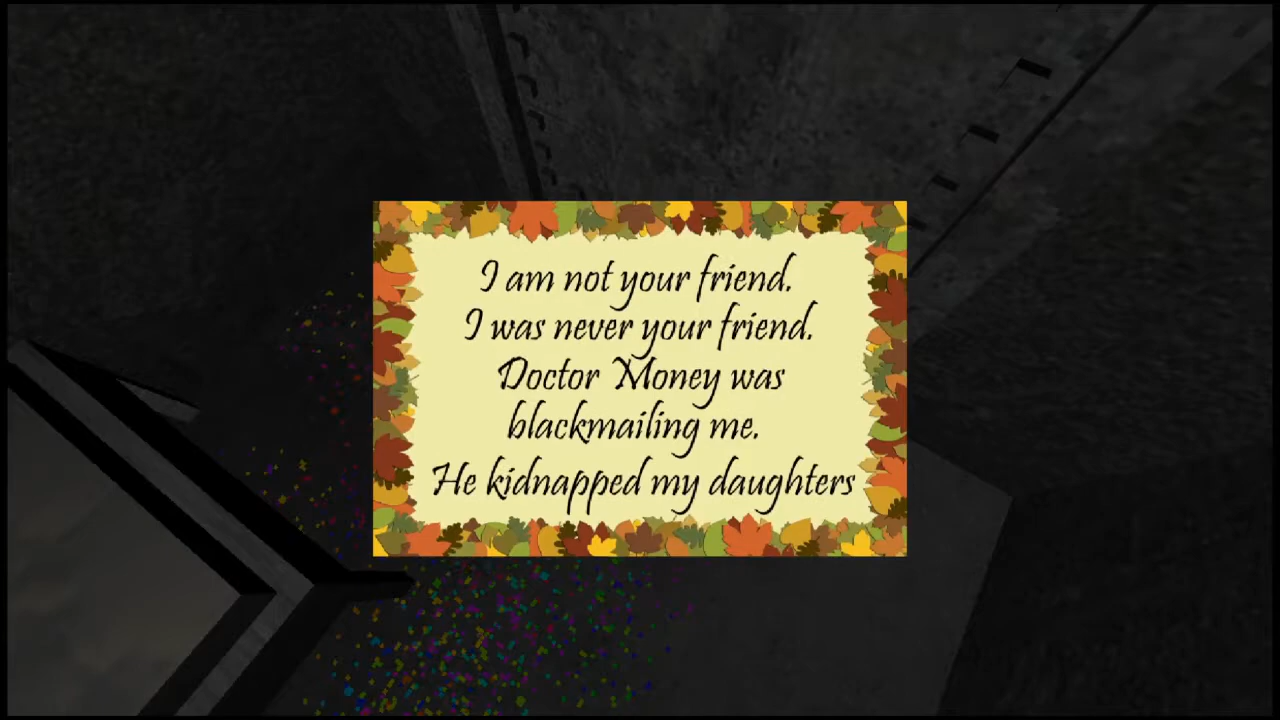 I am not your friend.
I was never your friend.
Doctor Money was
blackmailing me.
He kidnapped my daughters